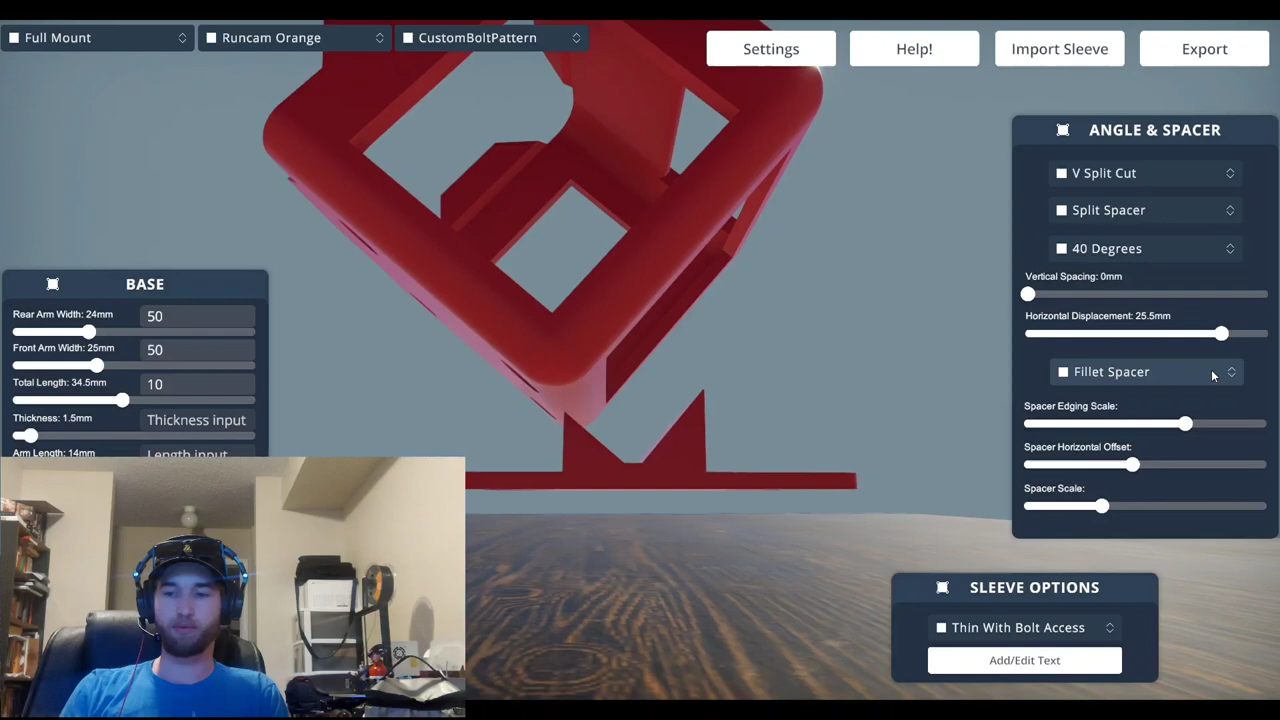 Full Mount
Runcam Orange
CustomBoltPattern
Settings
Help!
Import Sleeve
Export
BASE
Rear Arm Width: 24mm
50
Front Arm Width: 25mm
50
Total Length: 34.5mm
10
Thickness: 1.5mm
Thickness input
Arm Length: 14mm
Length input
ANGLE & SPACER
V Split Cut
Split Spacer
40 Degrees
Vertical Spacing: 0mm
Horizontal Displacement: 25.5mm
Fillet Spacer
Spacer Edging Scale:
Spacer Horizontal Offset:
Spacer Scale:
SLEEVE OPTIONS
Thin With Bolt Access
Add/Edit Text